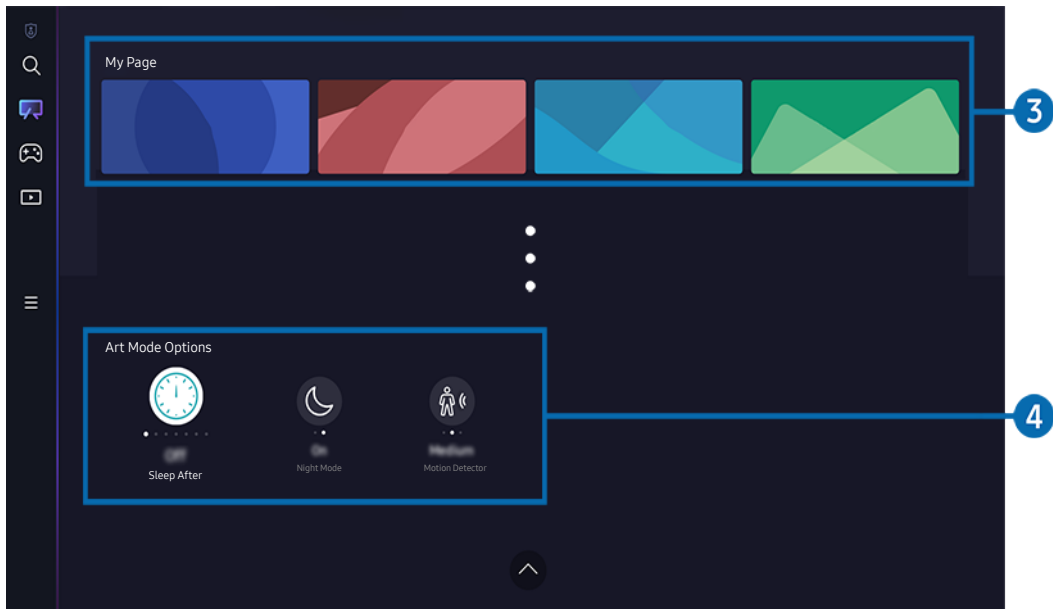 My Page
3
Art Mode Options
4
Off
On
Medium
Sleep After
Night Mode
Motion Detector